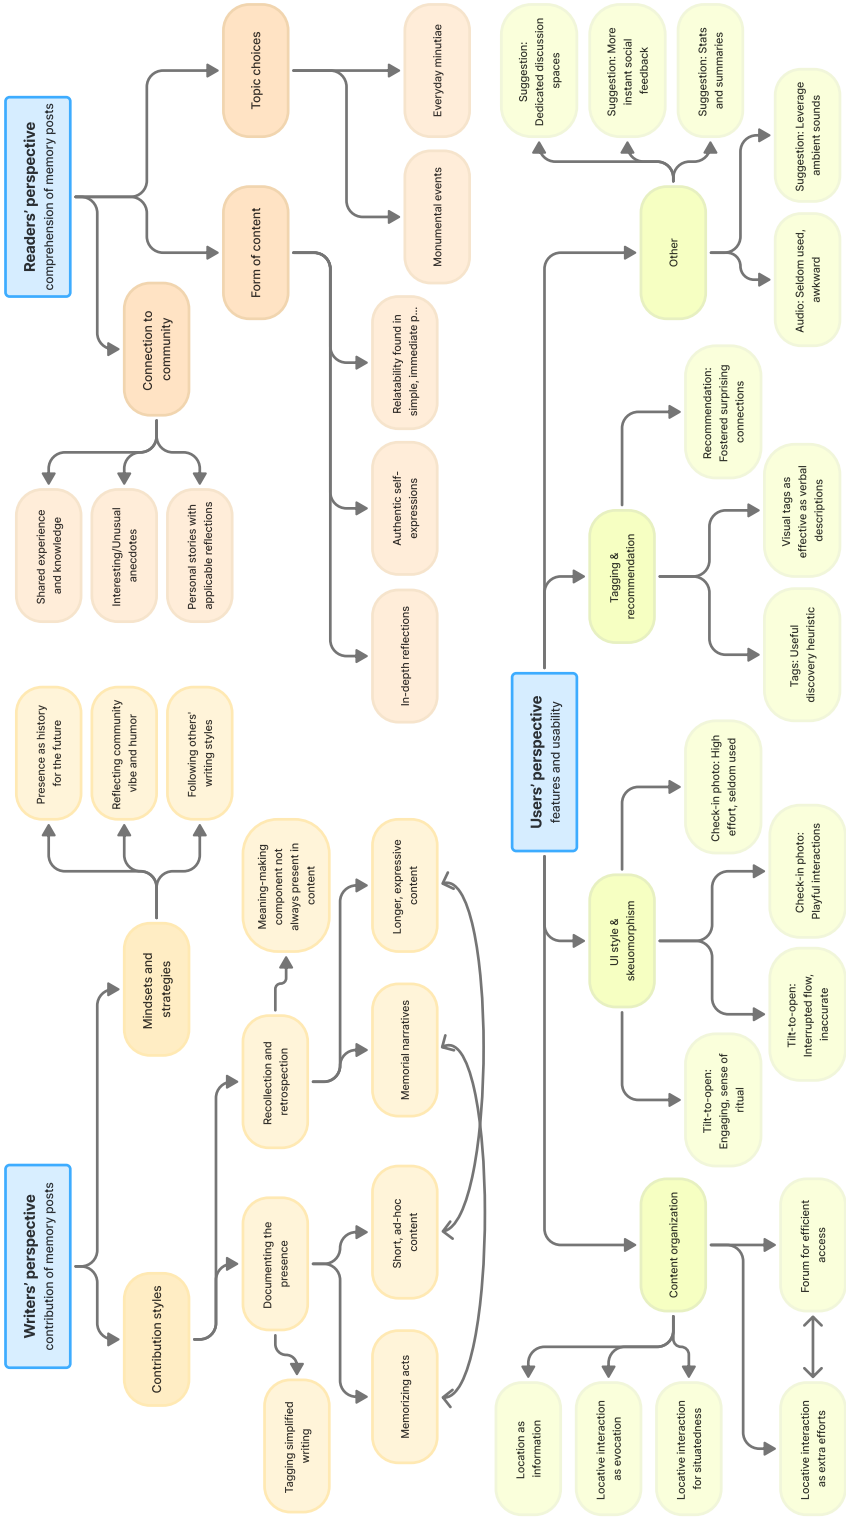 Writers' perspective
contribution of memory posts
Contribution styles
Mindsets and
strategies
Presence as history
for the future
Reflecting community
vibe and humor
Following others'
writing styles
Documenting the
presence
Recollection and
retrospection
Tagging simplified
writing
Meaning-making
component not
always present in
content
Memorizing acts
Short, ad-hoc
content
Memorial narratives
Longer, expressive
content
Readers' perspective
comprehension of memory posts
Connection to
community
Shared experience
and knowledge
Interesting/Unusual
anecdotes
Personal stories with
applicable reflections
Form of content
Topic choices
In-depth reflections
Authentic self-
expressions
Relatability found in
simple, immediate p...
Monumental events
Everyday minutiae
Users' perspective
features and usability
Content organization
Location as
information
Locative interaction
as evocation
Locative interaction
for situatedness
Locative interaction
as extra efforts
Forum for efficient
access
UI style &
skeuomorphism
Tilt-to-open:
Engaging, sense of
ritual
Tilt-to-open:
Interrupted flow,
inaccurate
Check-in photo:
Playful interactions
Check-in photo: High
effort, seldom used
Tagging &
recommendation
Tags: Useful
discovery heuristic
Visual tags as
effective as verbal
descriptions
Recommendation:
Fostered surprising
connections
Other
Suggestion:
Dedicated discussion
spaces
Suggestion: More
instant social
feedback
Suggestion: Stats
and summaries
Audio: Seldom used,
awkward
Suggestion: Leverage
ambient sounds